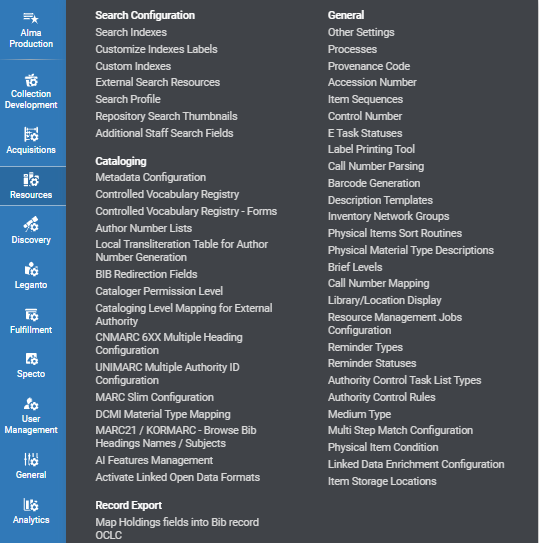 Alma
Production
Collection
Development
Acquisitions
Resources
Discovery
Leganto
Fulfillment
Specto
User
Management
General
Analytics
Search Configuration
Search Indexes
Customize Indexes Labels
Custom Indexes
External Search Resources
Search Profile
Repository Search Thumbnails
Additional Staff Search Fields
Cataloging
Metadata Configuration
Controlled Vocabulary Registry
Controlled Vocabulary Registry - Forms
Author Number Lists
Local Transliteration Table for Author
Number Generation
BIB Redirection Fields
Cataloger Permission Level
Cataloging Level Mapping for External
Authority
CNMARC 6XX Multiple Heading
Configuration
UNIMARC Multiple Authority ID
Configuration
MARC Slim Configuration
DCMI Material Type Mapping
MARC21 / KORMARC - Browse Bib
Headings Names / Subjects
AI Features Management
Activate Linked Open Data Formats
Record Export
Map Holdings fields into Bib record
OCLC
General
Other Settings
Processes
Provenance Code
Accession Number
Item Sequences
Control Number
E Task Statuses
Label Printing Tool
Call Number Parsing
Barcode Generation
Description Templates
Inventory Network Groups
Physical Items Sort Routines
Physical Material Type Descriptions
Brief Levels
Call Number Mapping
Library/Location Display
Resource Management Jobs
Configuration
Reminder Types
Reminder Statuses
Authority Control Task List Types
Authority Control Rules
Medium Type
Multi Step Match Configuration
Physical Item Condition
Linked Data Enrichment Configuration
Item Storage Locations